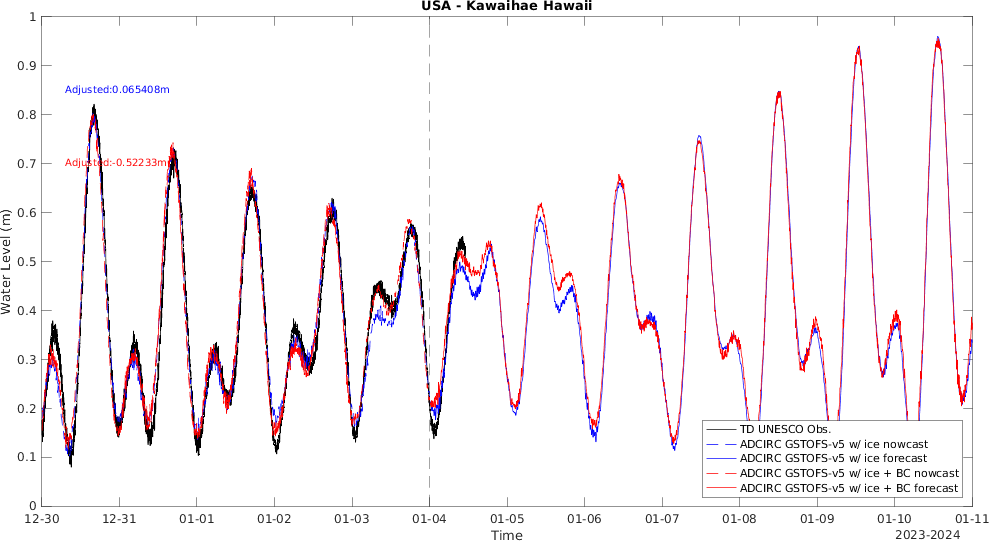 USA - Kawaihae Hawaii
1
0.9
0.8
0.7
0.6
0.5
0.4
0.3
0.2
0.1
0
Water Level (m)
Adjusted:0.065408m
Adjusted:-0.52233m
TD UNESCO Obs.
ADCIRC GSTOFS-v5 w/ ice nowcast
ADCIRC GSTOFS-v5 w/ ice forecast
ADCIRC GSTOFS-v5 w/ ice + BC nowcast
ADCIRC GSTOFS-v5 w/ ice + BC forecast
12-30 12-31 01-01 01-02 01-03 01-04 01-05 01-06 01-07 01-08 01-09 01-10 01-11
Time
2023-2024